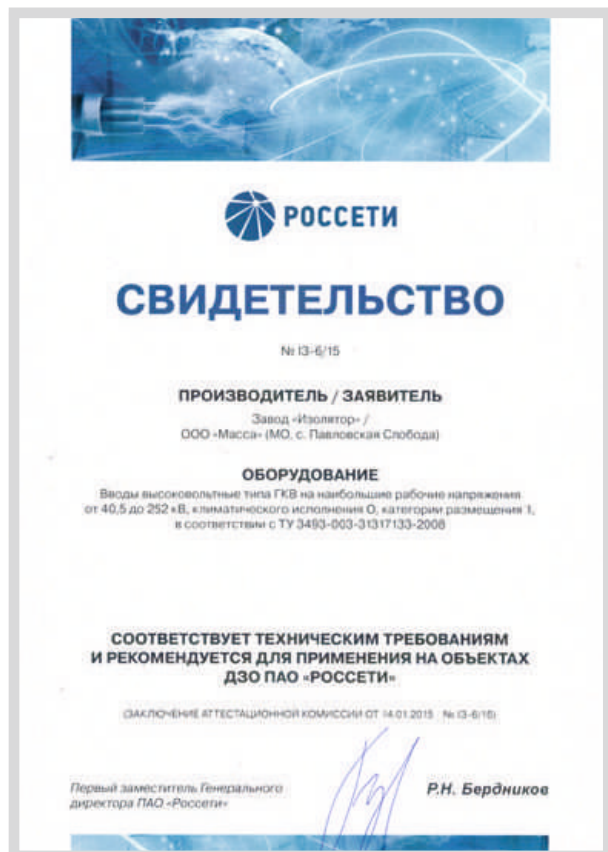 РОССЕТИ
СВИДЕТЕЛЬСТВО
№ I3-6/15
ПРОИЗВОДИТЕЛЬ / ЗАЯВИТЕЛЬ
Завод «Изолятор» /
ООО «Масса» (МО, с. Павловская Слобода)
ОБОРУДОВАНИЕ
Вводы высоковольтные типа ГКВ на наибольшие рабочие напряжения
от 40,5 до 252 кВ, климатического исполнения О, категории размещения 1,
в соответствии с ТУ 3493-003-31317133-2008
СООТВЕТСТВУЕТ ТЕХНИЧЕСКИМ ТРЕБОВАНИЯМ
И РЕКОМЕНДУЕТСЯ ДЛЯ ПРИМЕНЕНИЯ НА ОБЪЕКТАХ
ДЗО ПАО «РОССЕТИ»
(ЗАКЛЮЧЕНИЕ АТТЕСТАЦИОННОЙ КОМИССИИ ОТ 14.01.2015 № I3-6/15)
Первый заместитель Генерального
директора ПАО «Россети»
Р.Н. Бердников